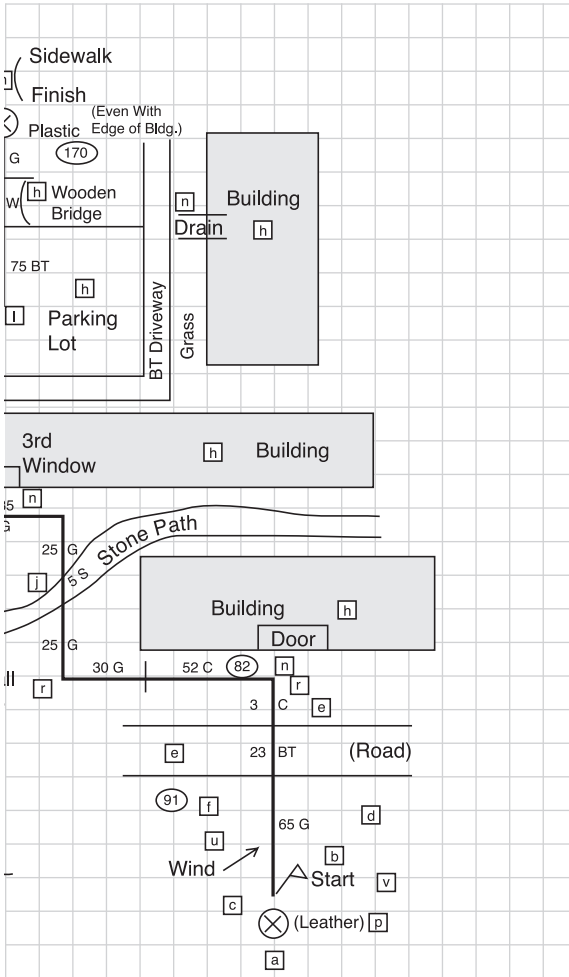 Sidewalk
h
Finish
(Even With
Edge of Bldg.)
Plastic
G
170
W
h
Wooden
Bridge
n
Building
Drain
h
75 BT
h
l
Parking
Lot
BT Driveway
Grass
3rd
Window
h
Building
n
35
G
25 G
Stone Path
j
5 S
Building
h
Door
25 G
ll
r
30 G
52 C
82
n
r
3 C
e
e
23 BT
(Road)
91
f
d
65 G
u
b
Wind
Start
v
c
(Leather)
p
a